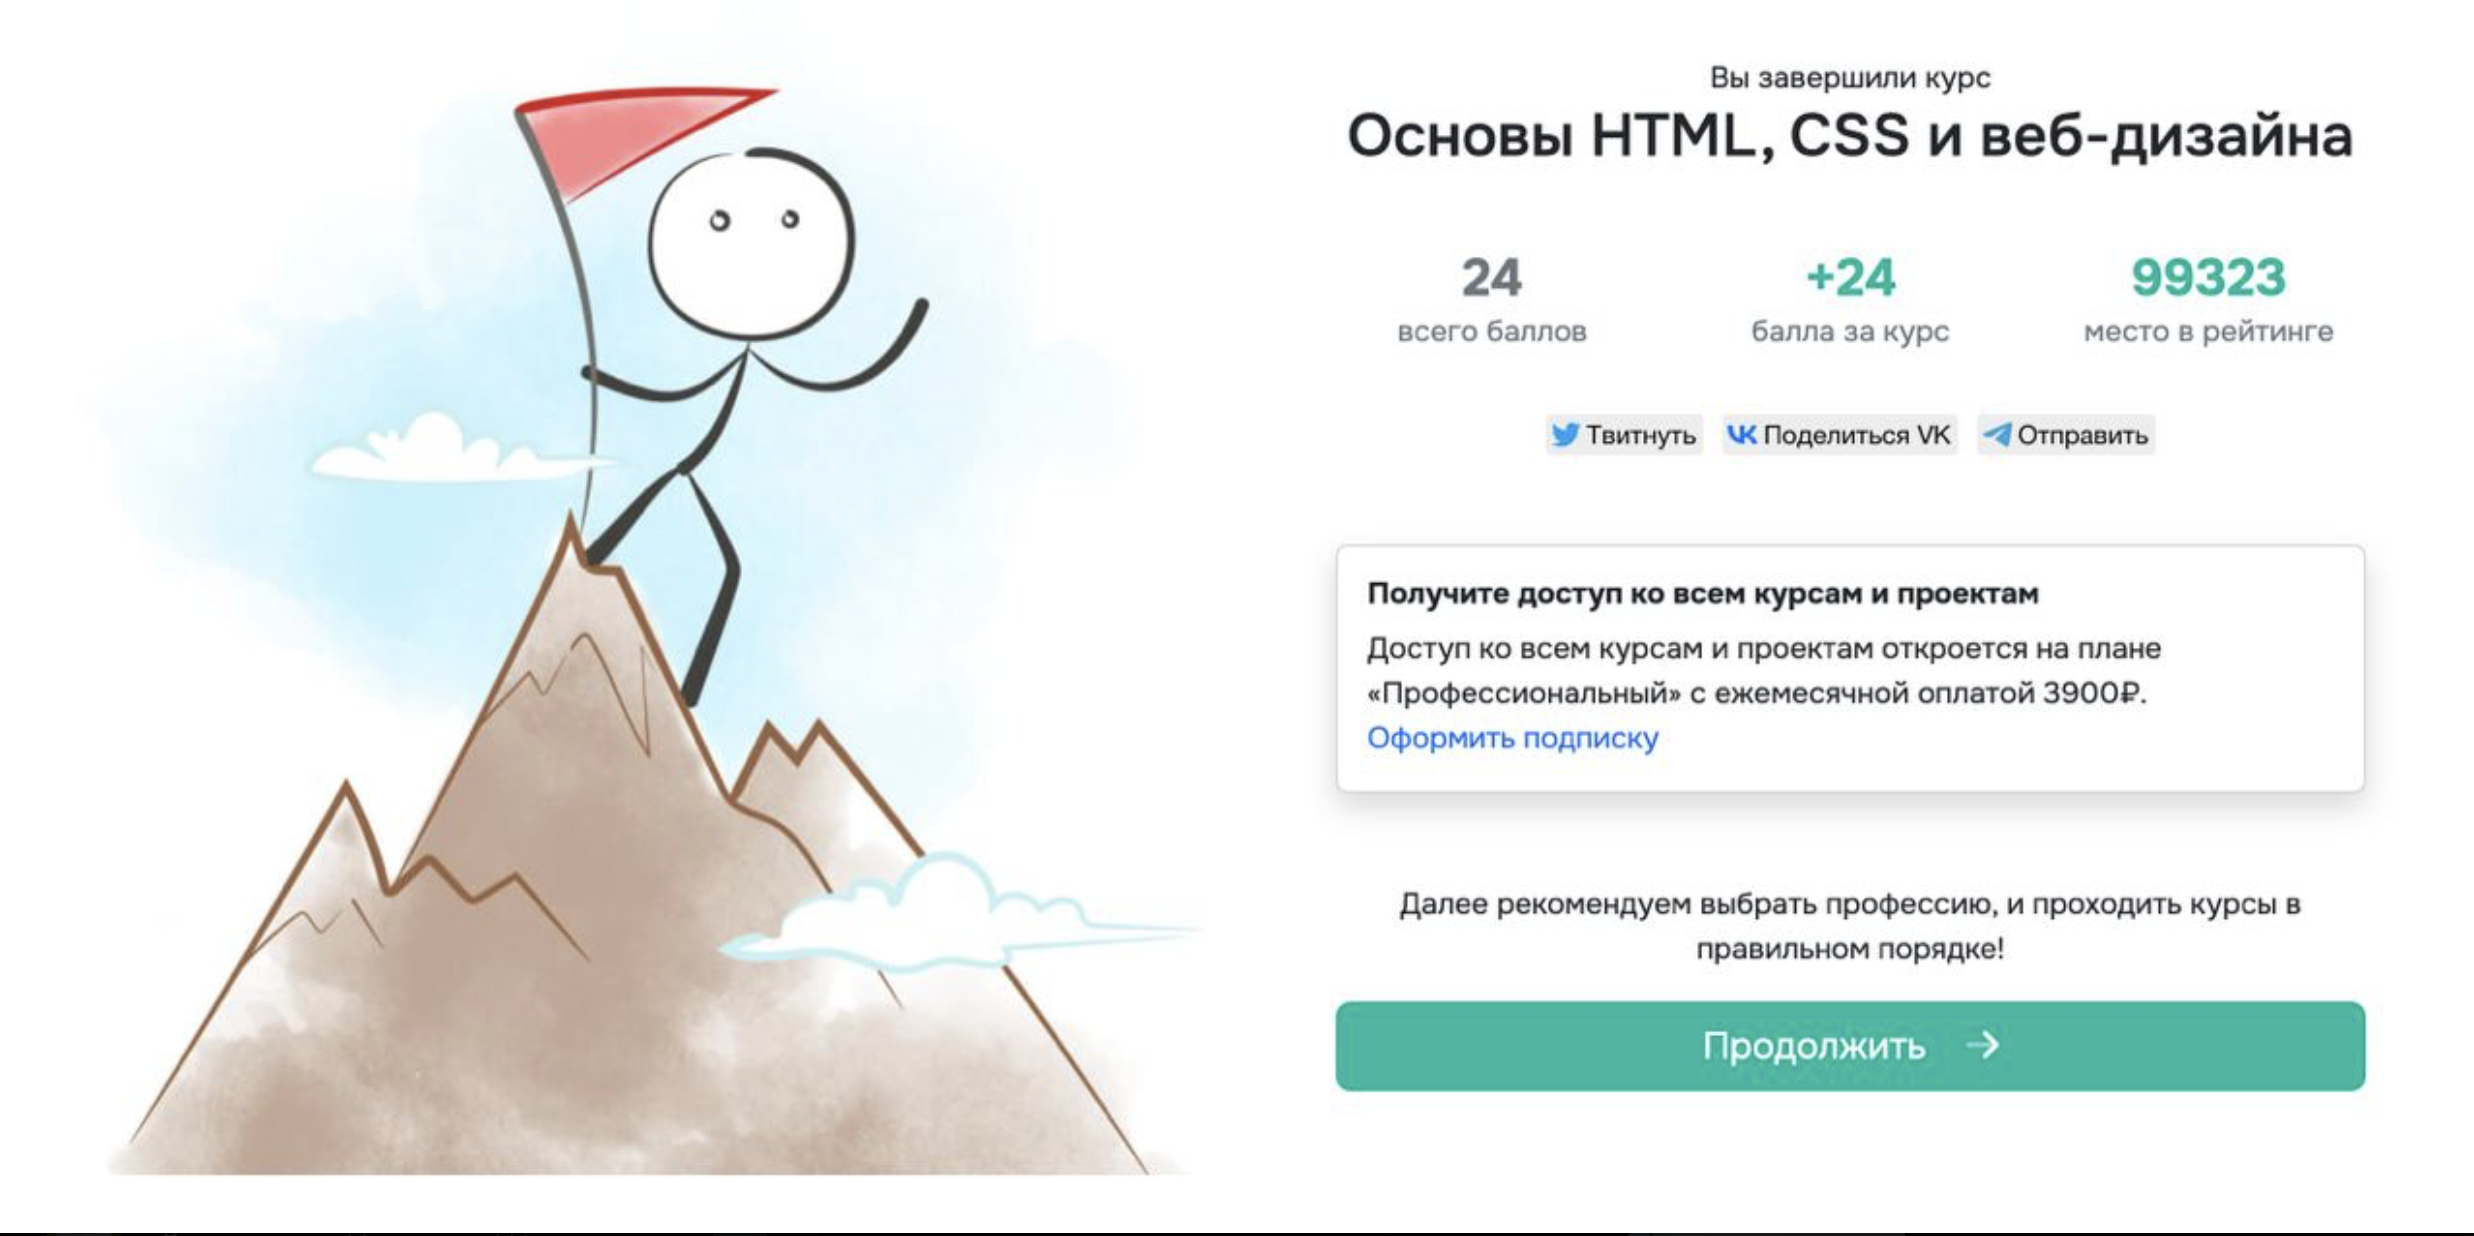 Вы завершили курс
Основы HTML, CSS и веб-дизайна
24
всего баллов
+24
балла за курс
99323
место в рейтинге
Твитнуть
Поделиться VK
Отправить
Получите доступ ко всем курсам и проектам
Доступ ко всем курсам и проектам откроется на плане
«Профессиональный» с ежемесячной оплатой 3900₽.
Оформить подписку
Далее рекомендуем выбрать профессию, и проходить курсы в
правильном порядке!
Продолжить →